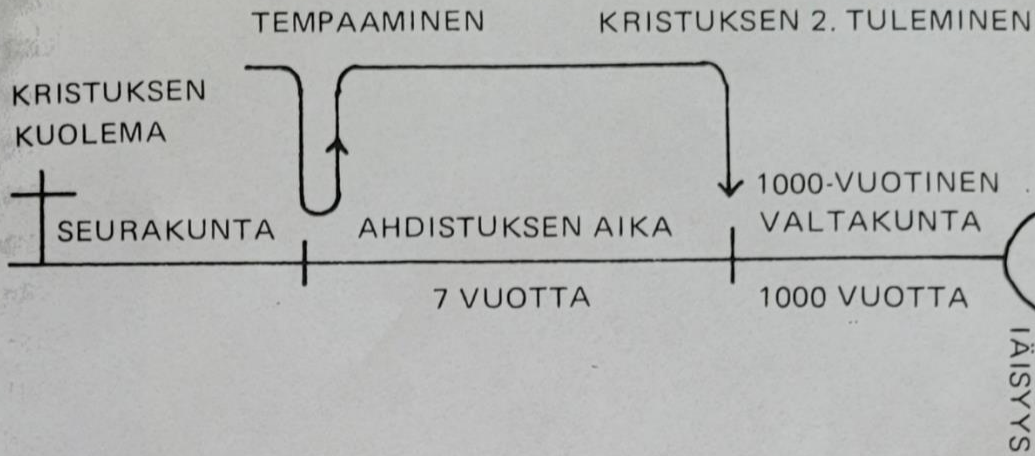 TEMPAAMINEN
KRISTUKSEN 2. TULEMINEN
KRISTUKSEN
KUOLEMA
SEURAKUNTA
AHDISTUKSEN AIKA
1000-VUOTINEN
VALTAKUNTA
7 VUOTTA
1000 VUOTTA
IÄISYYS